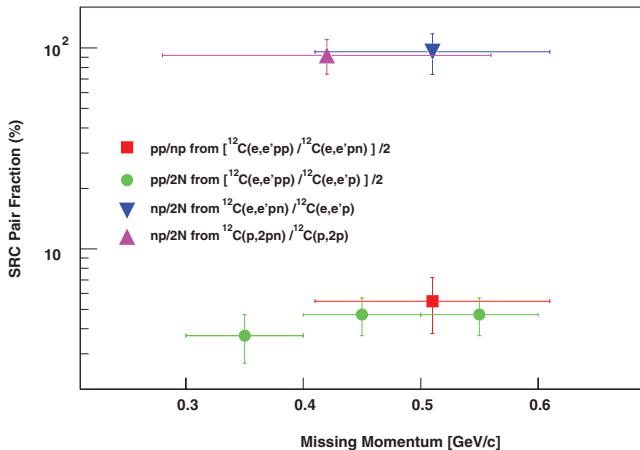 10²
SRC Pair Fraction (%)
pp/np from [¹²C(e,e'pp) /¹²C(e,e'pn) ] /2
pp/2N from [¹²C(e,e'pp) /¹²C(e,e'p) ] /2
np/2N from ¹²C(e,e'pn) /¹²C(e,e'p)
np/2N from ¹²C(p,2pn) /¹²C(p,2p)
10
0.3 0.4 0.5 0.6
Missing Momentum [GeV/c]